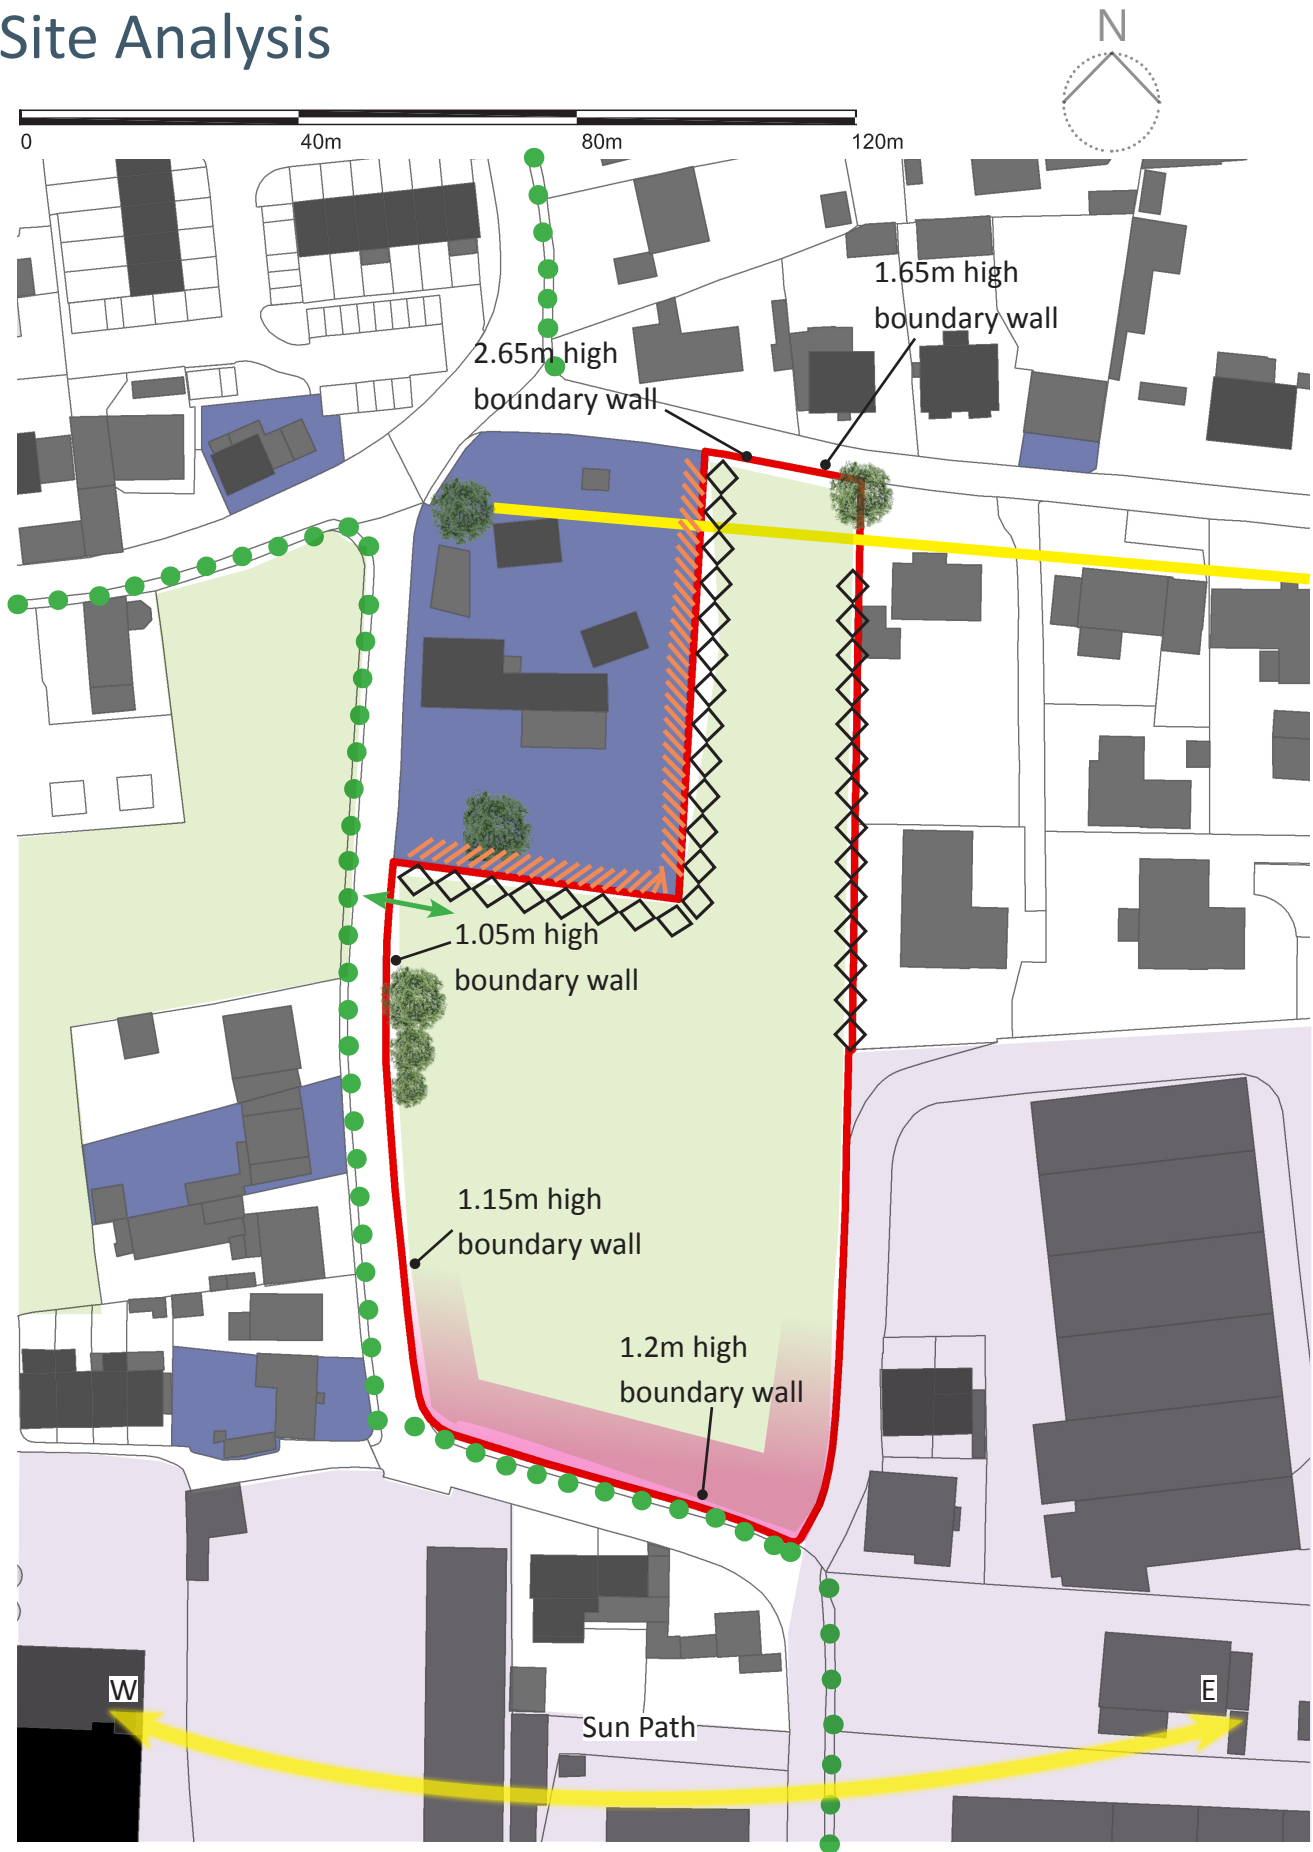 Site Analysis
N
0 40m 80m 120m
1.65m high
boundary wall
2.65m high
boundary wall
1.05m high
boundary wall
1.15m high
boundary wall
1.2m high
boundary wall
W
E
Sun Path